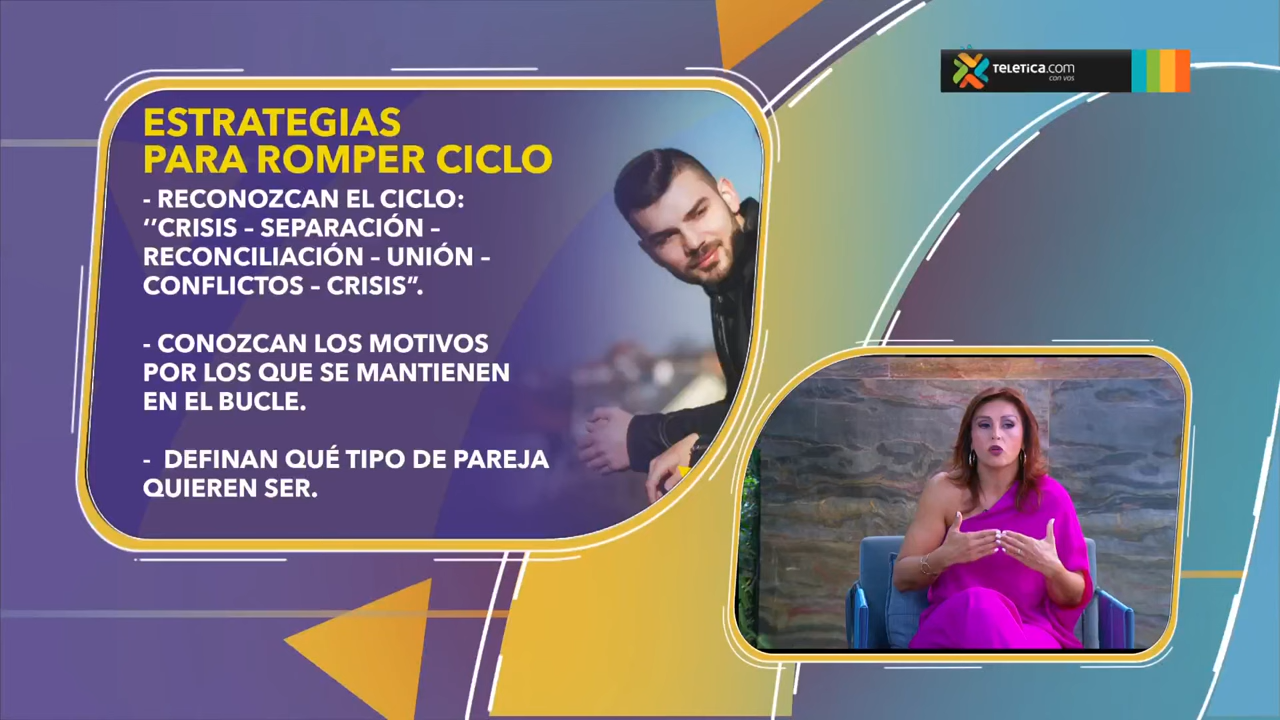 ESTRATEGIAS
PARA ROMPER CICLO
- RECONOZCAN EL CICLO:
‘’CRISIS – SEPARACIÓN –
RECONCILIACIÓN – UNIÓN –
CONFLICTOS – CRISIS”.
- CONOZCAN LOS MOTIVOS
POR LOS QUE SE MANTIENEN
EN EL BUCLE.
- DEFINAN QUÉ TIPO DE PAREJA
QUIEREN SER.
TELETICA.com
con vos